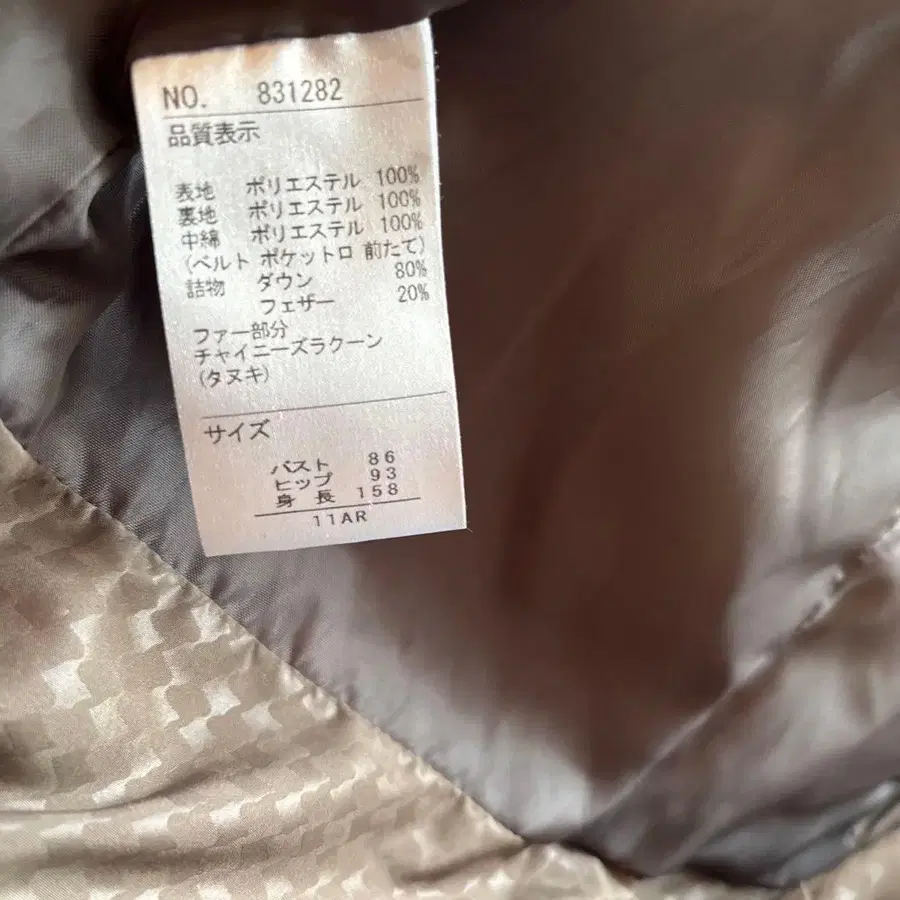 NO. 831282
品質表示
表地 ポリエステル 100%
裏地 ポリエステル 100%
中綿 ポリエステル 100%
(ベルト ポケット口 前たて)
詰物 ダウン 80%
フェザー 20%
ファー部分
チャイニーズラクーン
(タヌキ)
サイズ
バスト 86
ヒップ 93
身長 158
11AR